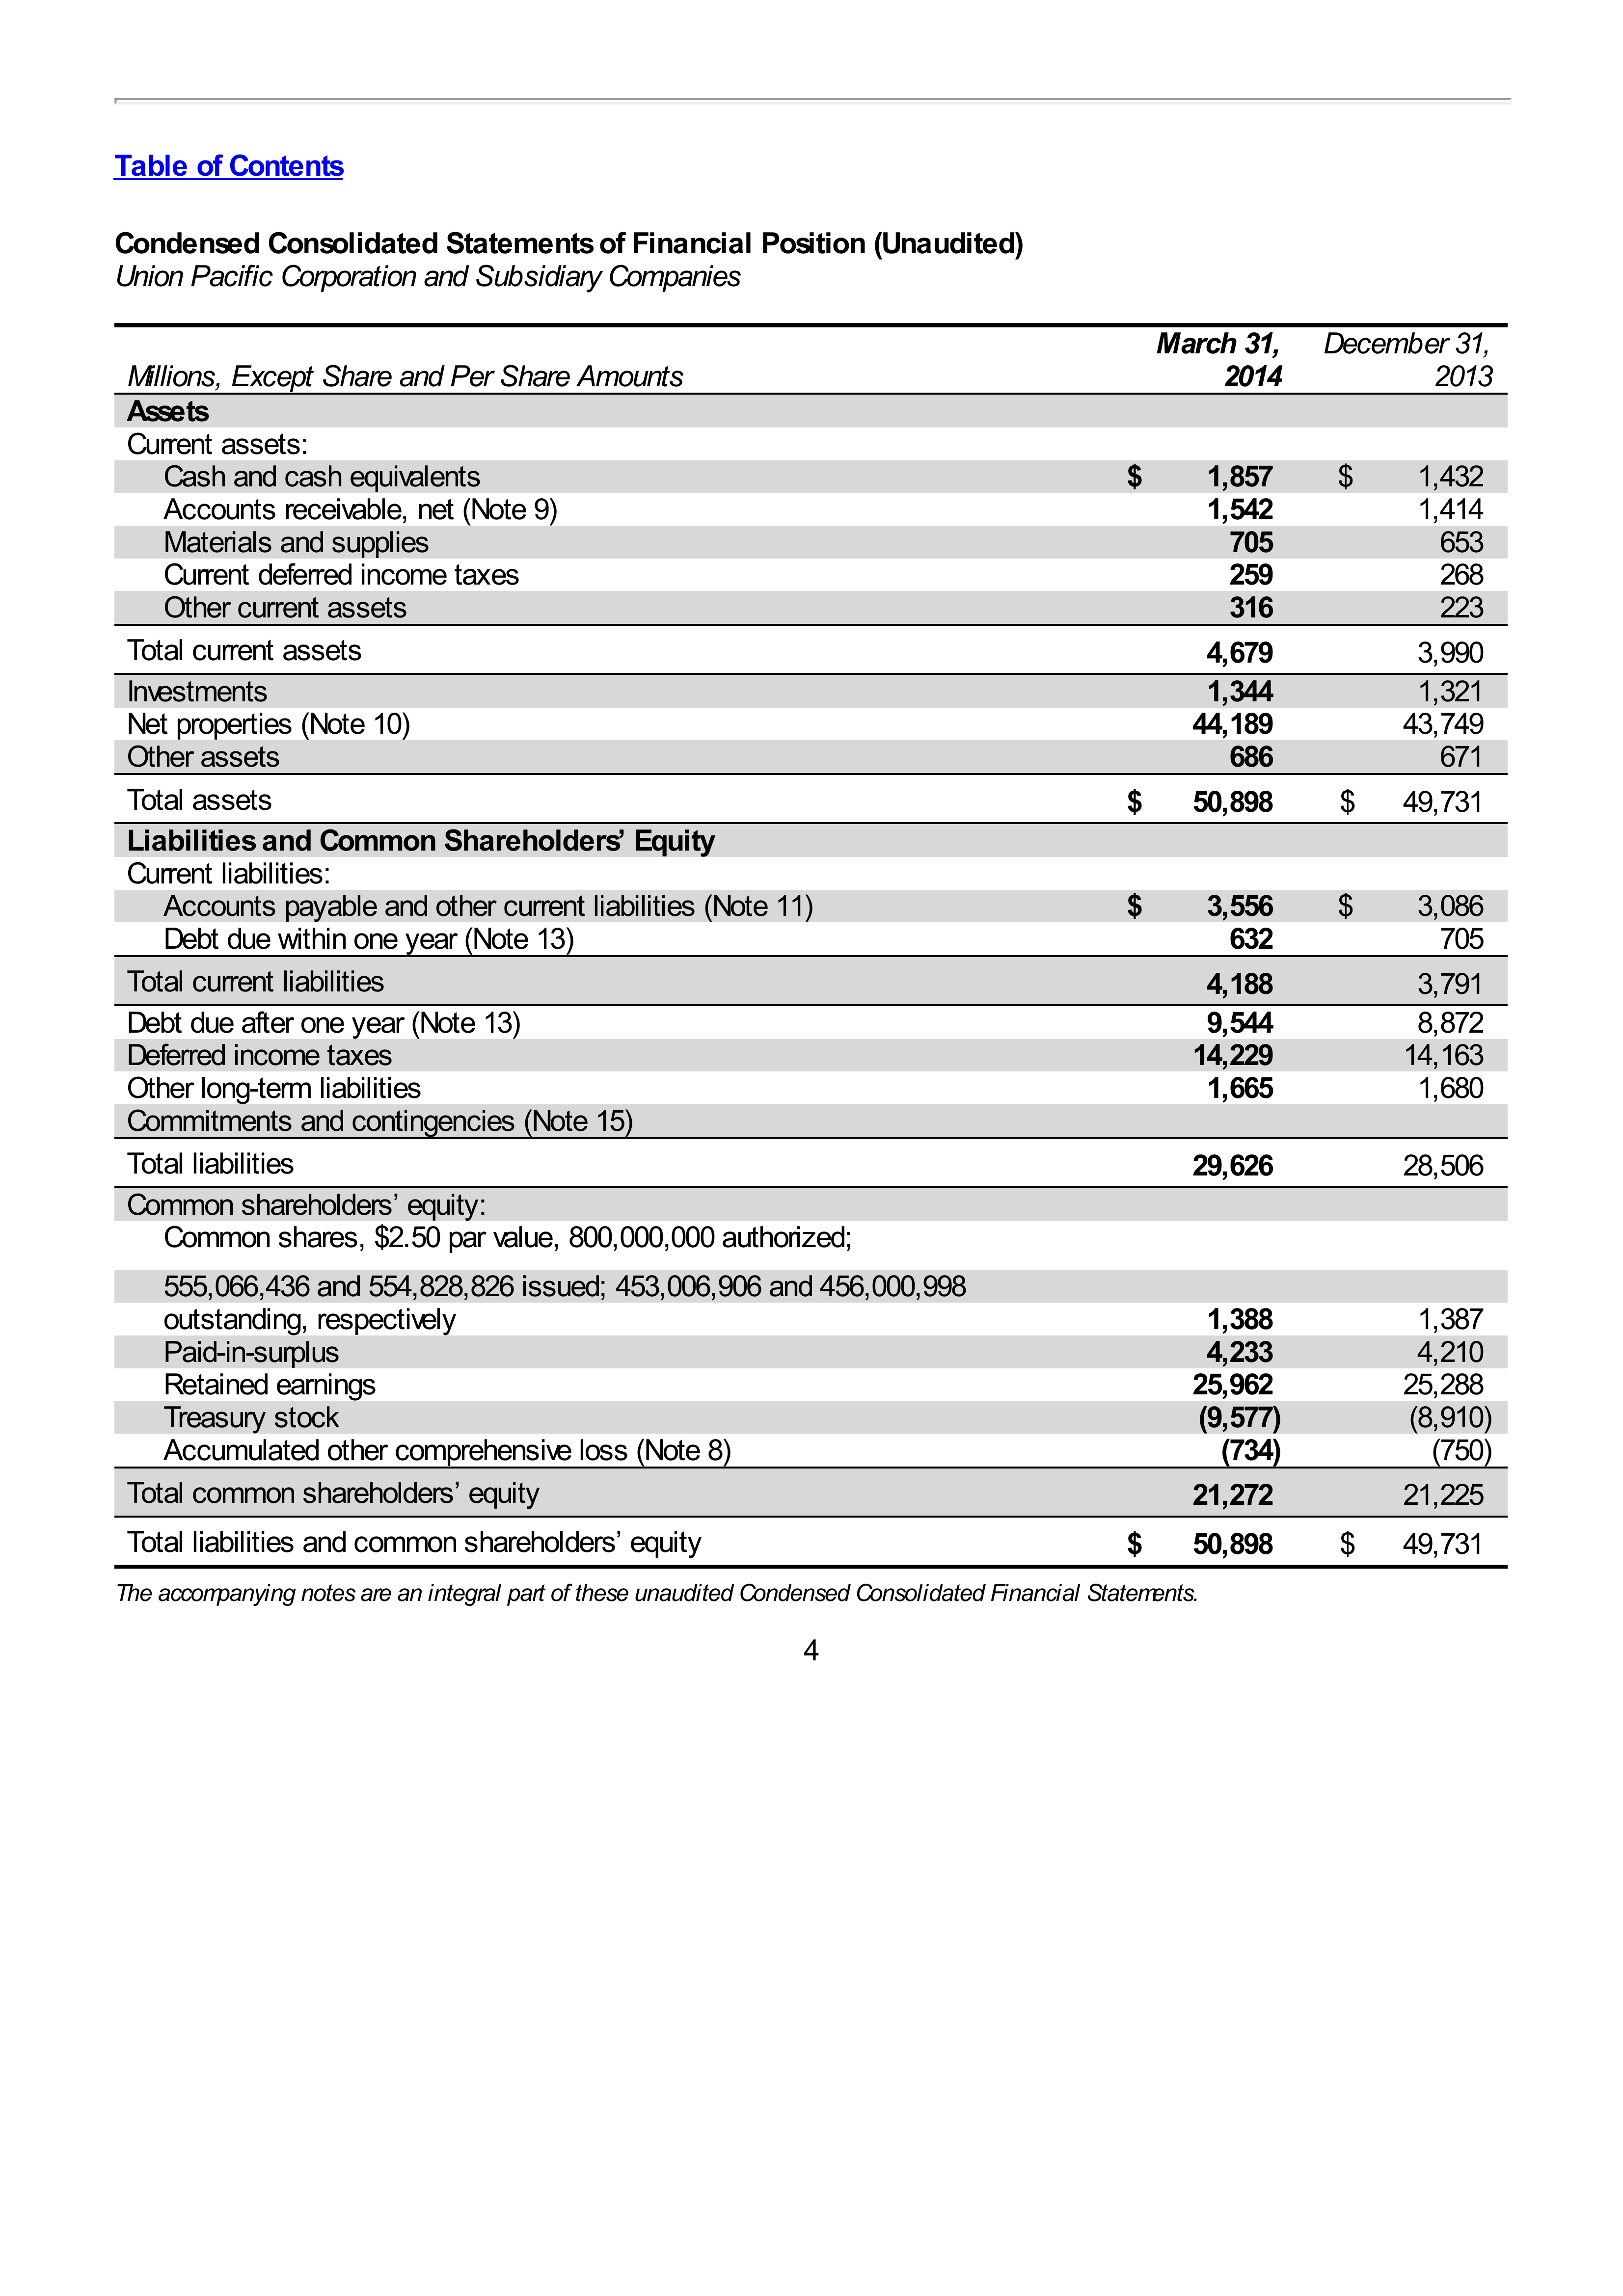 Table of Contents
Condensed Consolidated Statements of Financial Position (Unaudited)
Union Pacific Corporation and Subsidiary Companies
March 31, December 31,
Millions, Except Share and Per Share Amounts 2014 2013
Assets
Current assets:
Cash and cash equivalents $ 1,857 $ 1,432
Accounts receivable, net (Note 9) 1,542 1,414
Materials and supplies 705 653
Current deferred income taxes 259 268
Other current assets 316 223
Total current assets 4,679 3,990
Investments 1,344 1,321
Net properties (Note 10) 44,189 43,749
Other assets 686 671
Total assets $ 50,898 $ 49,731
Liabilities and Common Shareholders’ Equity
Current liabilities:
Accounts payable and other current liabilities (Note 11) $ 3,556 $ 3,086
Debt due within one year (Note 13) 632 705
Total current liabilities 4,188 3,791
Debt due after one year (Note 13) 9,544 8,872
Deferred income taxes 14,229 14,163
Other long-term liabilities 1,665 1,680
Commitments and contingencies (Note 15)
Total liabilities 29,626 28,506
Common shareholders’ equity:
Common shares, $2.50 par value, 800,000,000 authorized;
555,066,436 and 554,828,826 issued; 453,006,906 and 456,000,998
outstanding, respectively 1,388 1,387
Paid-in-surplus 4,233 4,210
Retained earnings 25,962 25,288
Treasury stock (9,577) (8,910)
Accumulated other comprehensive loss (Note 8) (734) (750)
Total common shareholders’ equity 21,272 21,225
Total liabilities and common shareholders’ equity $ 50,898 $ 49,731
The accompanying notes are an integral part of these unaudited Condensed Consolidated Financial Statements.
4